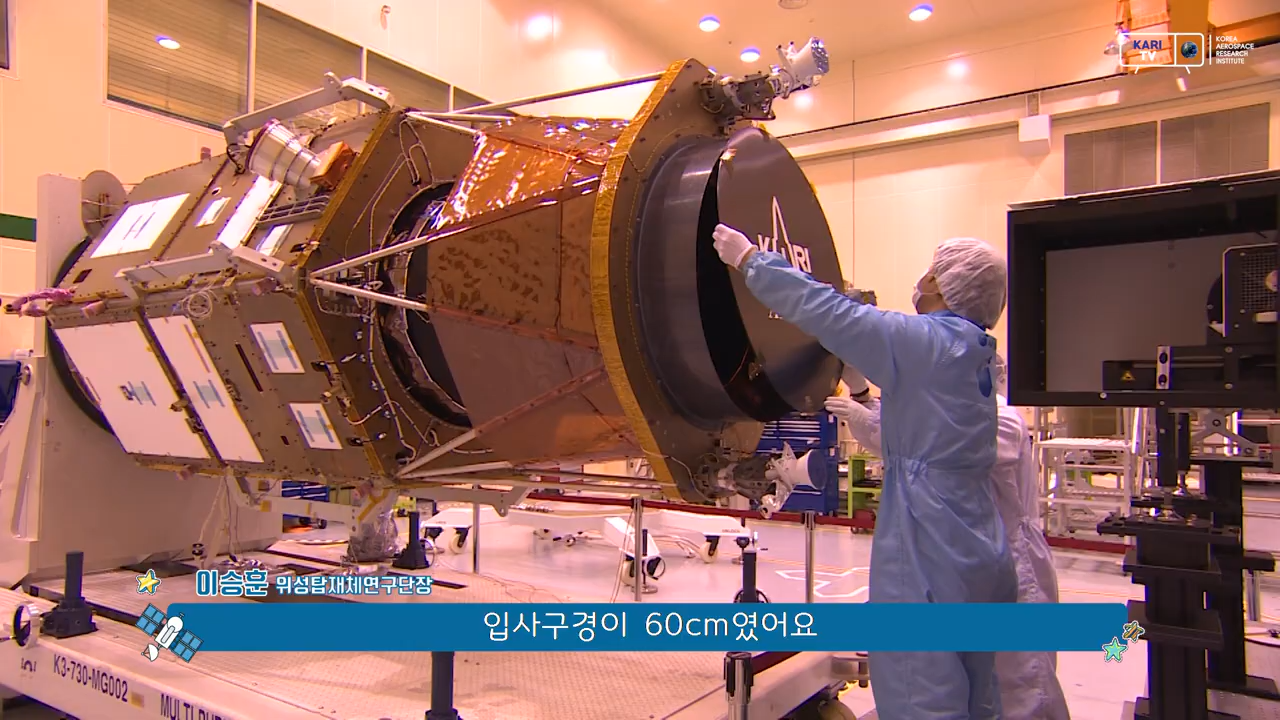 KARI
TV
KOREA
AEROSPACE
RESEARCH
INSTITUTE
KARI
이승훈 위성탑재체연구단장
입사구경이 60cm였어요
K3-730-MG002